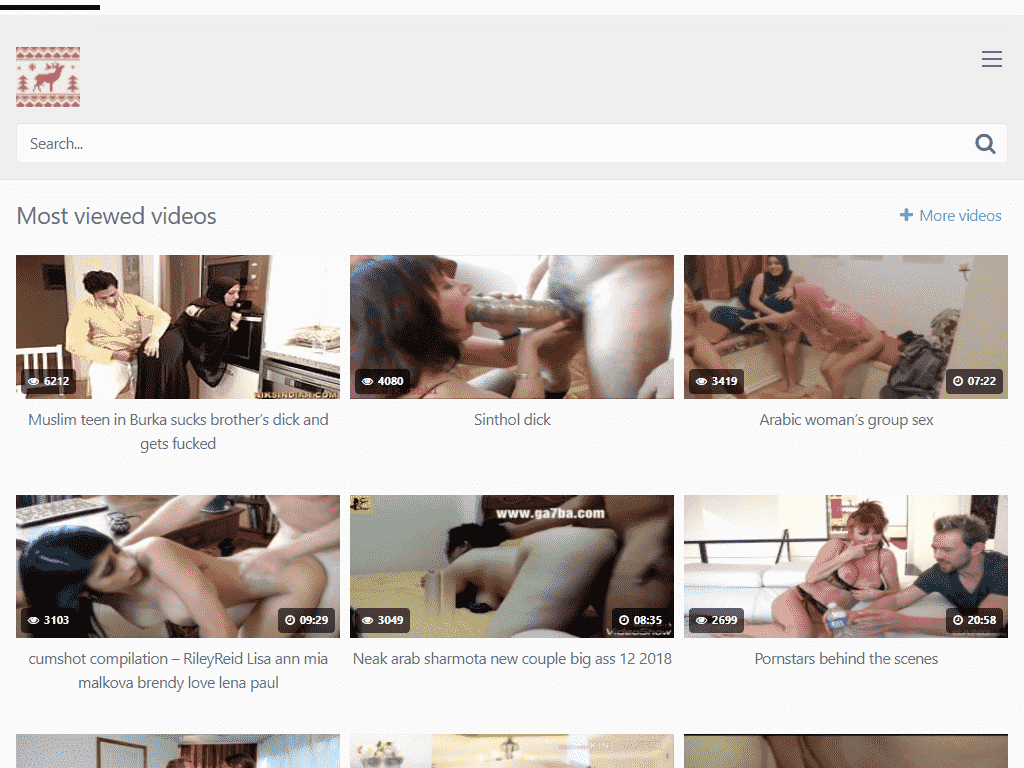 Search...
Most viewed videos
More videos
6212
4080
3419
07:22
Muslim teen in Burka sucks brother’s dick and
gets fucked
Sinthol dick
Arabic woman’s group sex
www.ga7ba.com
3103
09:29
3049
08:35
2699
20:58
cumshot compilation – RileyReid Lisa ann mia
malkova brendy love lena paul
Neak arab sharmota new couple big ass 12 2018
Pornstars behind the scenes